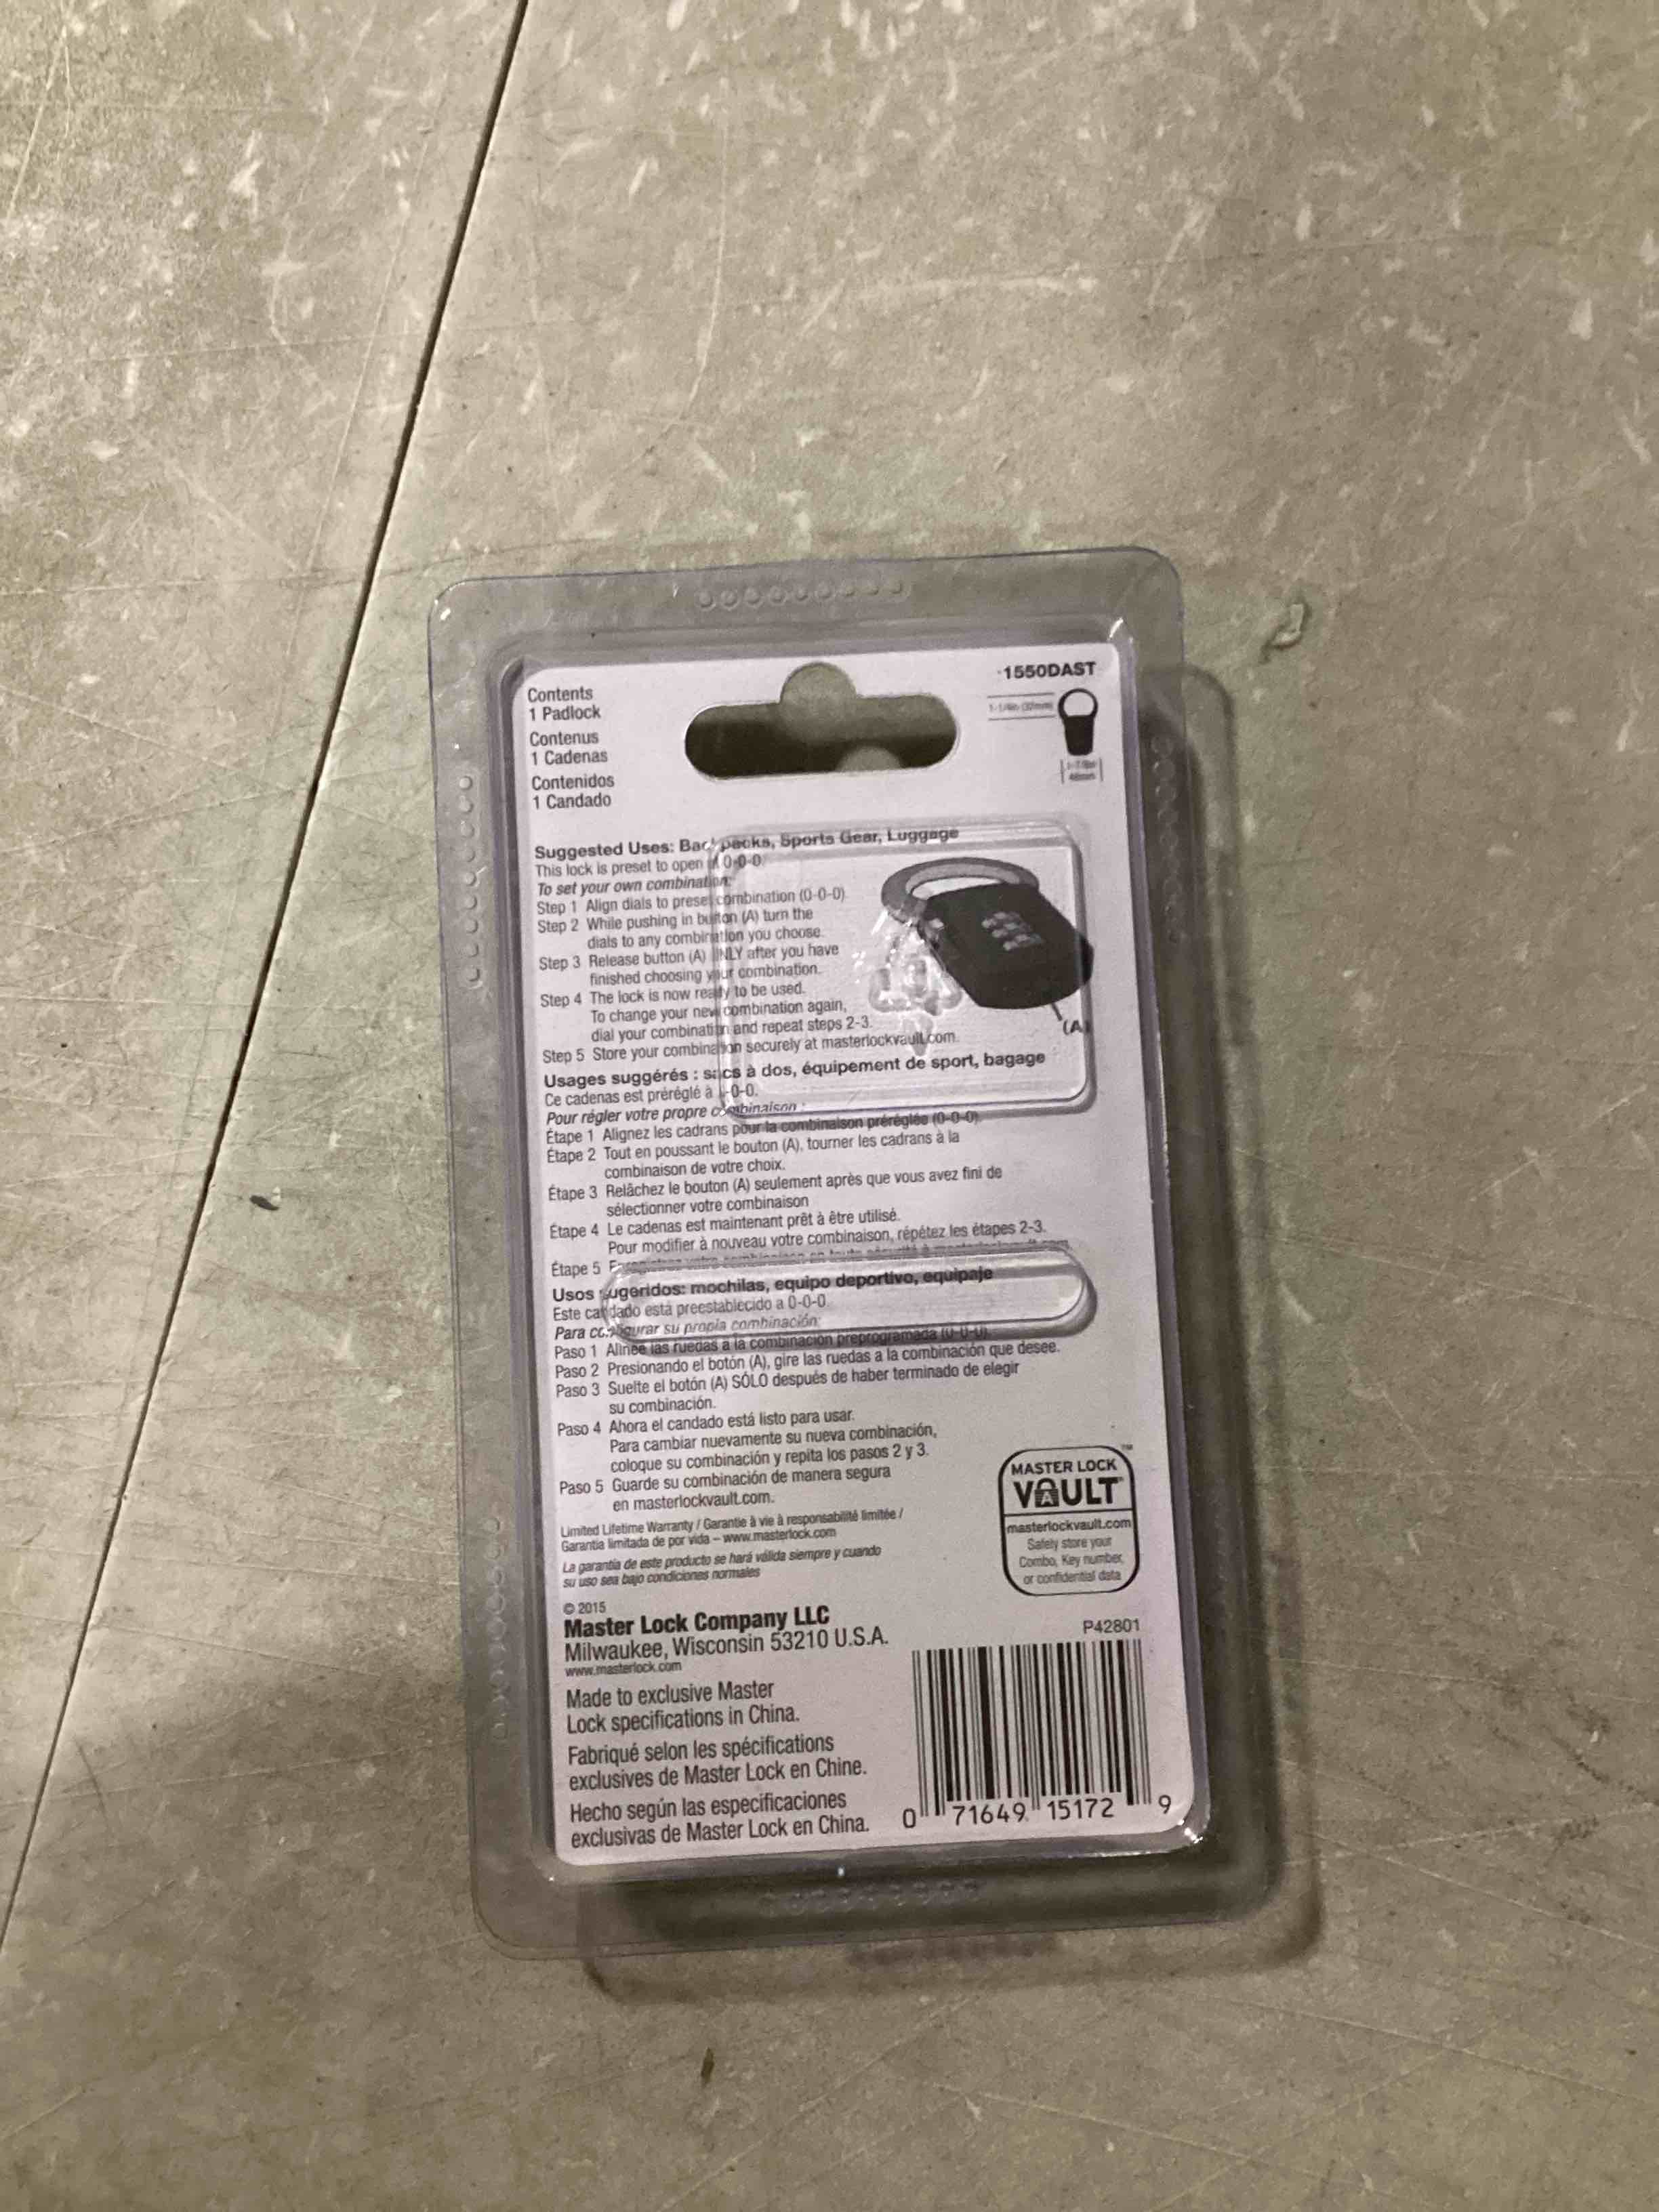 Contents
1 Padlock
Contenus
1 Cadenas
Contenidos
1 Candado
1550DAST
1-1/4in (32mm)
46mm
Suggested Uses: Backpacks, Sports Gear, Luggage
This lock is preset to open at 0-0-0.
To set your own combination:
Step 1 Align dials to preset combination (0-0-0)
Step 2 While pushing in button (A) turn the
dials to any combination you choose.
Step 3 Release button (A) ONLY after you have
finished choosing your combination.
Step 4 The lock is now ready to be used.
To change your new combination again,
dial your combination and repeat steps 2-3.
Step 5 Store your combination securely at masterlockvault.com.
(A)
Usages suggérés : sacs à dos, équipement de sport, bagage
Ce cadenas est préréglé à 0-0-0.
Pour régler votre propre combinaison :
Étape 1 Alignez les cadrans pour la combinaison préréglée (0-0-0)
Étape 2 Tout en poussant le bouton (A), tourner les cadrans à la
combinaison de votre choix.
Étape 3 Relâchez le bouton (A) seulement après que vous avez fini de
sélectionner votre combinaison
Étape 4 Le cadenas est maintenant prêt à être utilisé.
Pour modifier à nouveau votre combinaison, répétez les étapes 2-3.
Étape 5 Enregistrez votre combinaison en toute sécurité à masterlockvault.com
Usos sugeridos: mochilas, equipo deportivo, equipaje
Este candado está preestablecido a 0-0-0
Para configurar su propia combinación:
Paso 1 Alinee las ruedas a la combinación preprogramada (0-0-0)
Paso 2 Presionando el botón (A), gire las ruedas a la combinación que desee.
Paso 3 Suelte el botón (A) SÓLO después de haber terminado de elegir
su combinación.
Paso 4 Ahora el candado está listo para usar.
Para cambiar nuevamente su nueva combinación,
coloque su combinación y repita los pasos 2 y 3.
Paso 5 Guarde su combinación de manera segura
en masterlockvault.com.
Limited Lifetime Warranty / Garantie à vie à responsabilité limitée /
Garantía limitada de por vida – www.masterlock.com
La garantía de este producto se hará válida siempre y cuando
su uso sea bajo condiciones normales
MASTER LOCK
VAULT
™
masterlockvault.com
Safely store your
Combo, Key number,
or confidential data
© 2015
Master Lock Company LLC
Milwaukee, Wisconsin 53210 U.S.A.
www.masterlock.com
Made to exclusive Master
Lock specifications in China.
Fabriqué selon les spécifications
exclusives de Master Lock en Chine.
Hecho según las especificaciones
exclusivas de Master Lock en China.
P42801
0 71649 15172 9